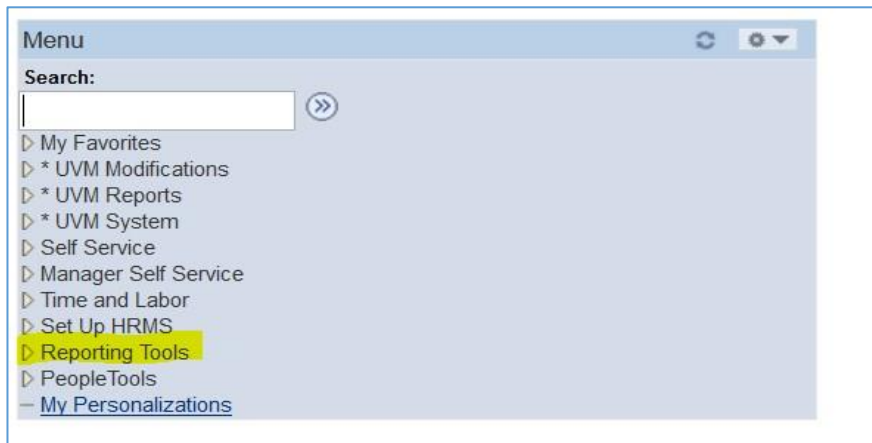 Menu
Search:
My Favorites
* UVM Modifications
* UVM Reports
* UVM System
Self Service
Manager Self Service
Time and Labor
Set Up HRMS
Reporting Tools
PeopleTools
My Personalizations